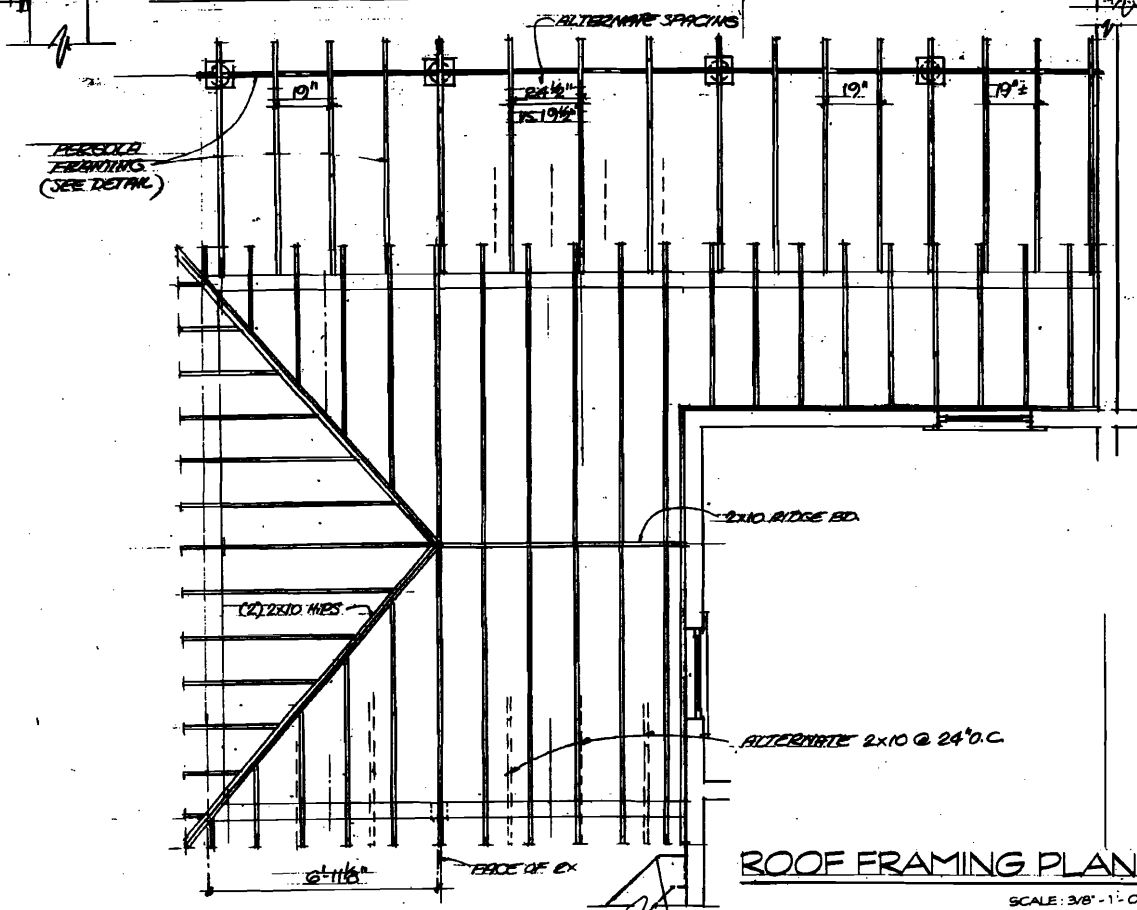 ALTERNATE SPACING
19"
24½"
VS. 19½"
19"
19"±
PERGOLA
FRAMING
(SEE DETAIL)
2X10 RIDGE BD.
(2) 2X10 HIPS
ALTERNATE 2x10 @ 24" O.C.
6'-11⅛"
FACE OF EX
ROOF FRAMING PLAN
SCALE: 3/8" - 1'-0